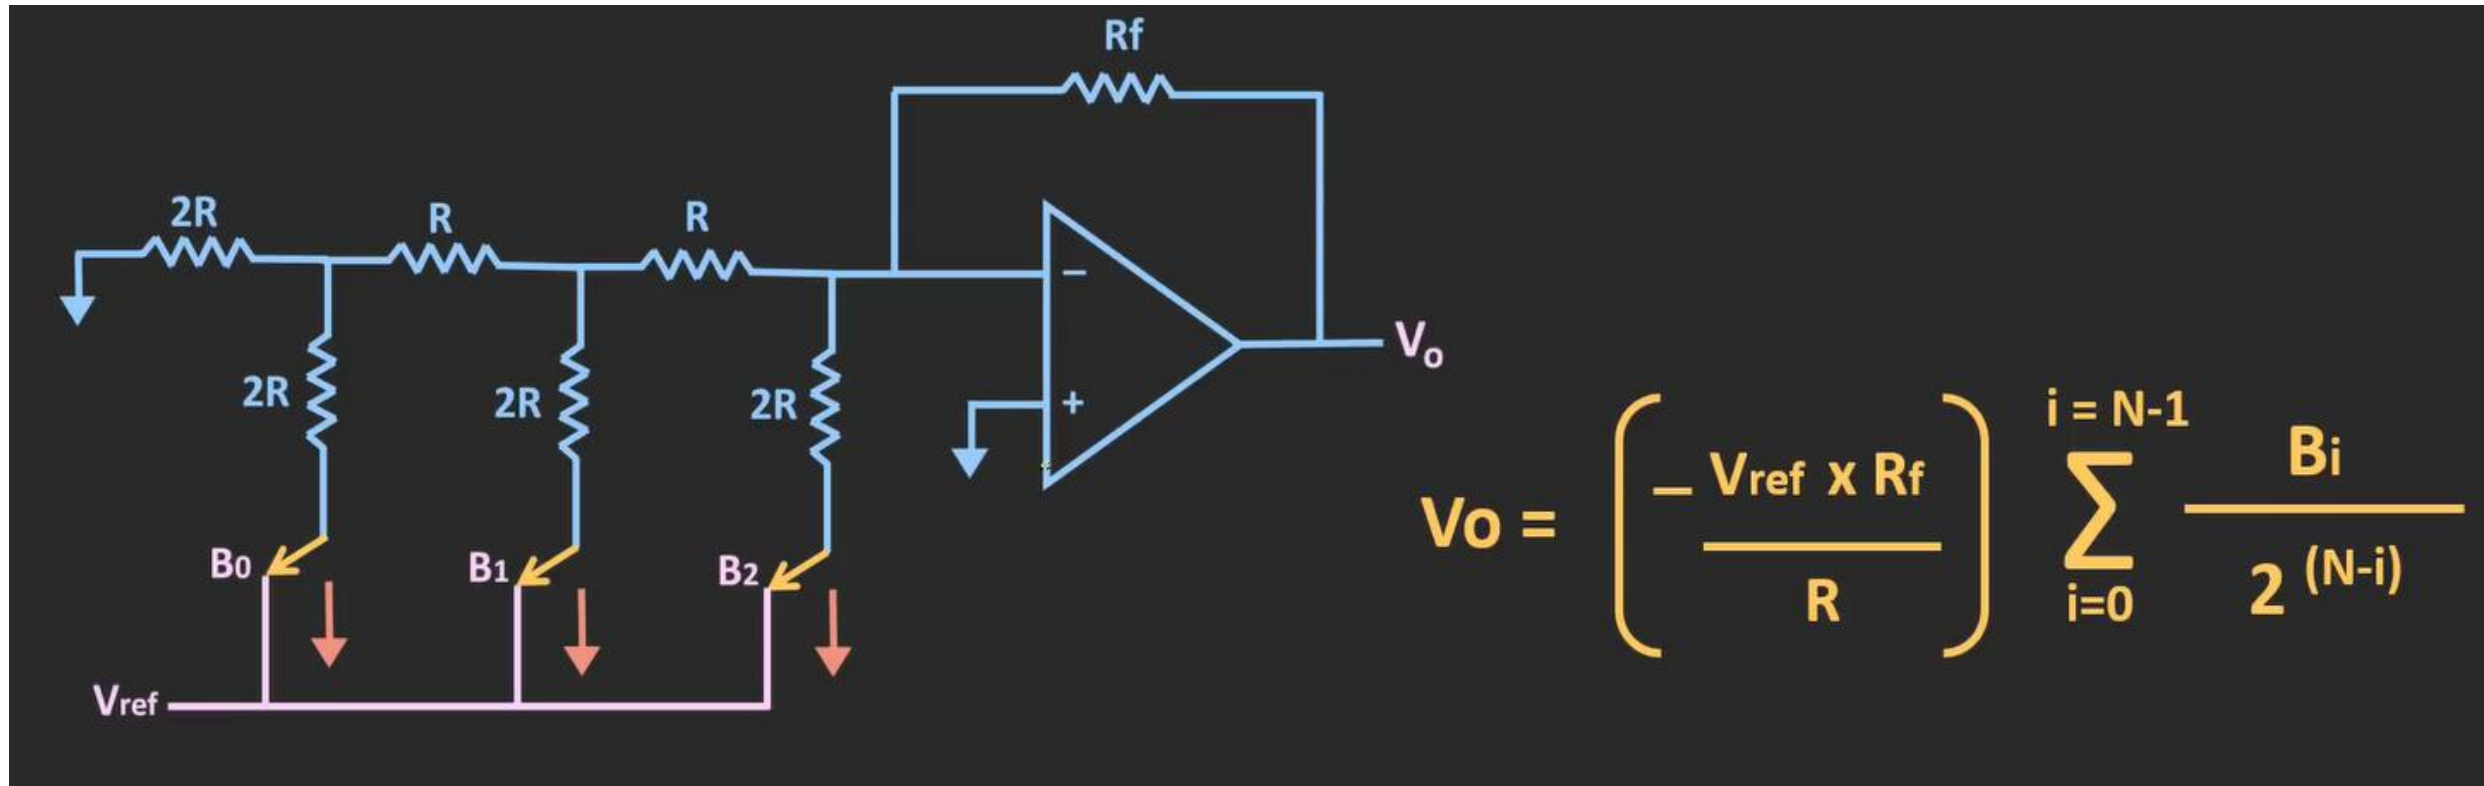 Rf
2R
R
R
−
+
Vo
2R
2R
2R
B0
B1
B2
Vref
Vo = ( − Vref x Rf / R ) i = N-1 Σ i=0 Bi / 2 (N-i)